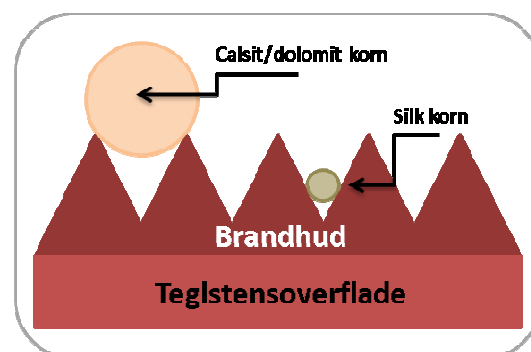 Calsit/dolomit korn
Silk korn
Brandhud
Teglstensoverflade